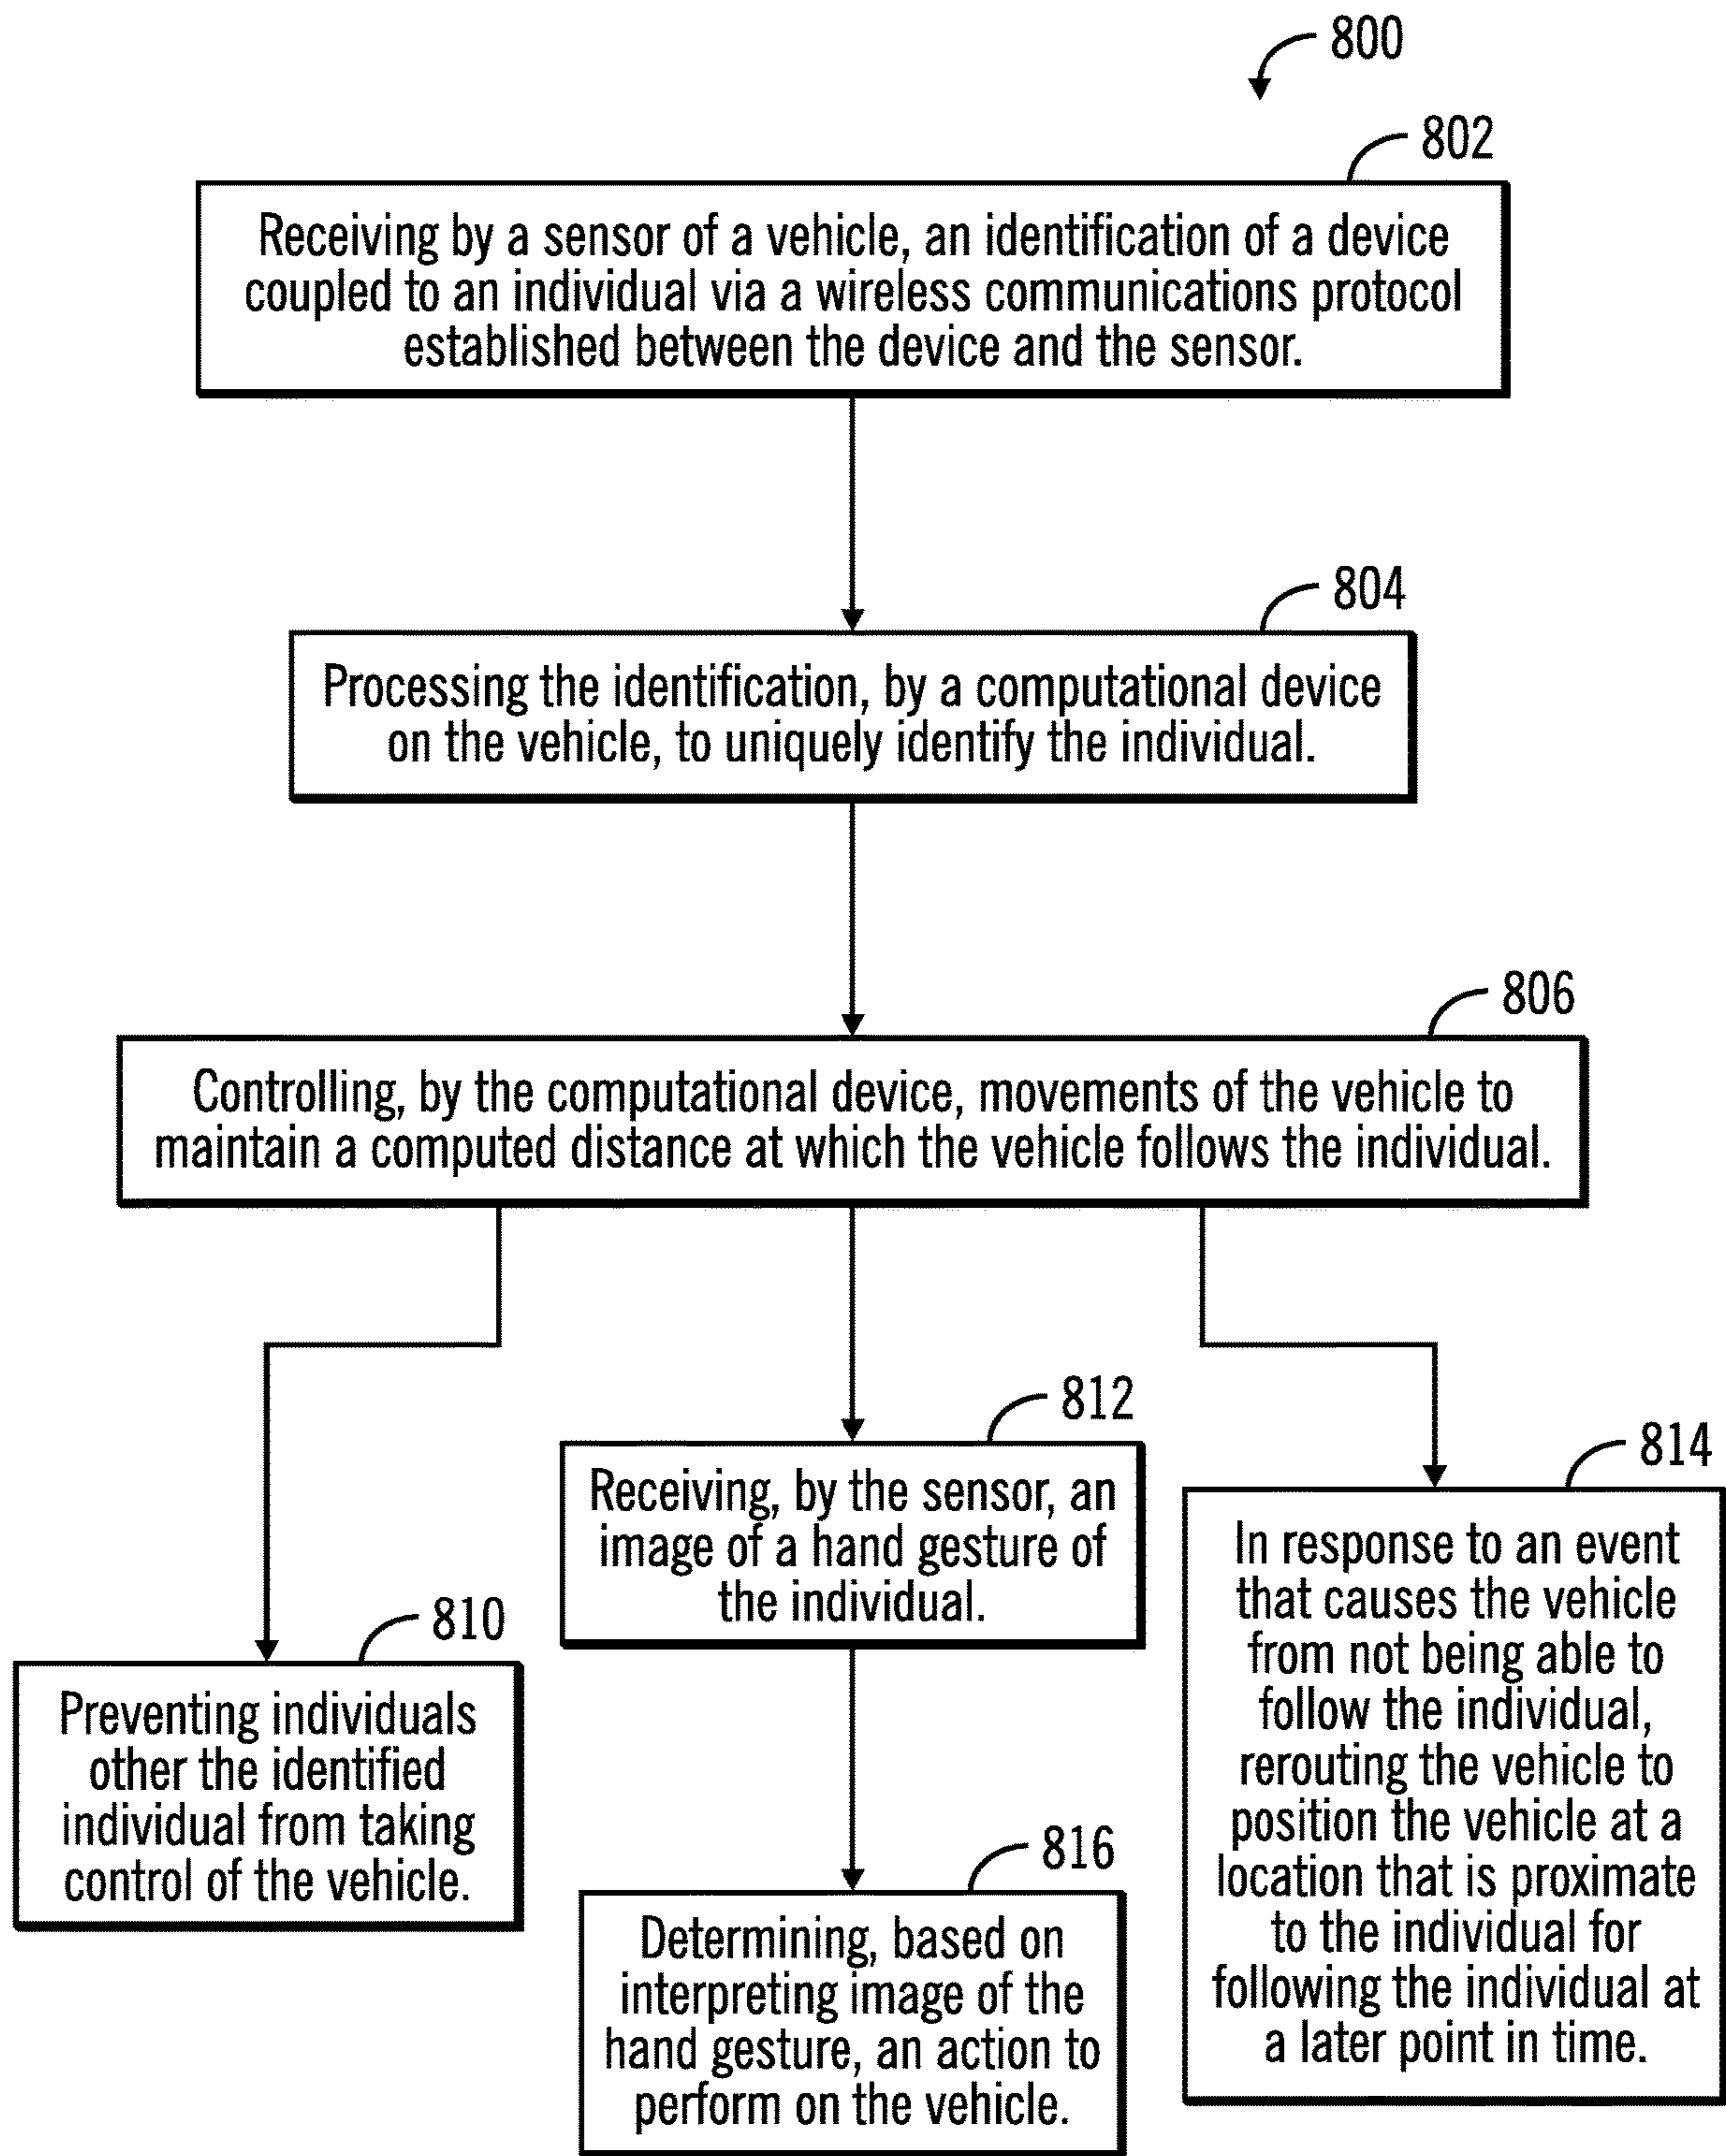 800
802
Receiving by a sensor of a vehicle, an identification of a device
coupled to an individual via a wireless communications protocol
established between the device and the sensor.
804
Processing the identification, by a computational device
on the vehicle, to uniquely identify the individual.
806
Controlling, by the computational device, movements of the vehicle to
maintain a computed distance at which the vehicle follows the individual.
810
Preventing individuals
other the identified
individual from taking
control of the vehicle.
812
Receiving, by the sensor, an
image of a hand gesture of
the individual.
816
Determining, based on
interpreting image of the
hand gesture, an action to
perform on the vehicle.
814
In response to an event
that causes the vehicle
from not being able to
follow the individual,
rerouting the vehicle to
position the vehicle at a
location that is proximate
to the individual for
following the individual at
a later point in time.